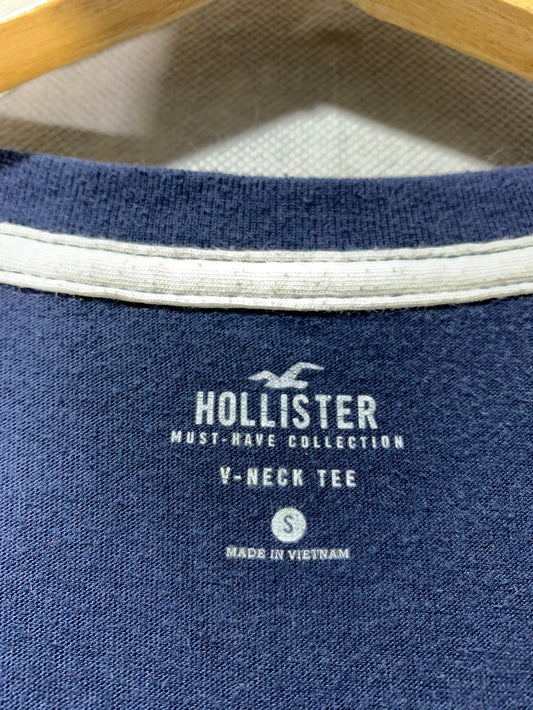 HOLLISTER
MUST-HAVE COLLECTION
V-NECK TEE
S
MADE IN VIETNAM